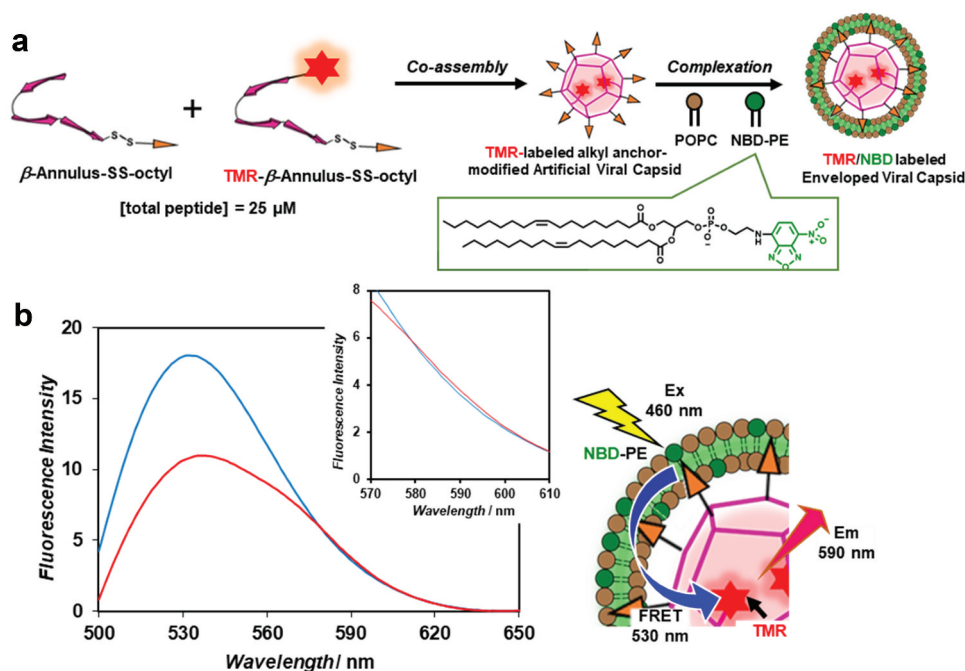 a
S
S
β-Annulus-SS-octyl
+
S
S
TMR-β-Annulus-SS-octyl
[total peptide] = 25 μM
Co-assembly
TMR-labeled alkyl anchor-
modified Artificial Viral Capsid
Complexation
POPC
NBD-PE
TMR/NBD labeled
Enveloped Viral Capsid
O
O
O
O
O
P
O
O
O
N
H
N
O
N
N
O
O
b
Fluorescence Intensity
20
15
10
5
0
500
530
560
590
620
650
Wavelength/ nm
Fluorescence Intensity
8
6
4
2
0
570
580
590
600
610
Wavelength / nm
Ex
460 nm
NBD-PE
Em
590 nm
FRET
530 nm
TMR